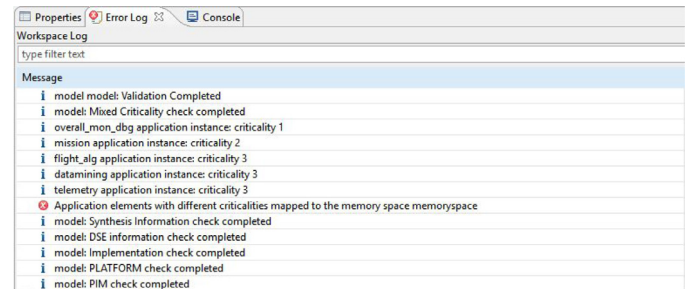 Properties Error Log Console
Workspace Log
type filter text
Message
model model: Validation Completed
model: Mixed Criticality check completed
overall_mon_dbg application instance: criticality 1
mission application instance: criticality 2
flight_alg application instance: criticality 3
datamining application instance: criticality 3
telemetry application instance: criticality 3
Application elements with different criticalities mapped to the memory space memoryspace
model: Synthesis Information check completed
model: DSE information check completed
model: Implementation check completed
model: PLATFORM check completed
model: PIM check completed